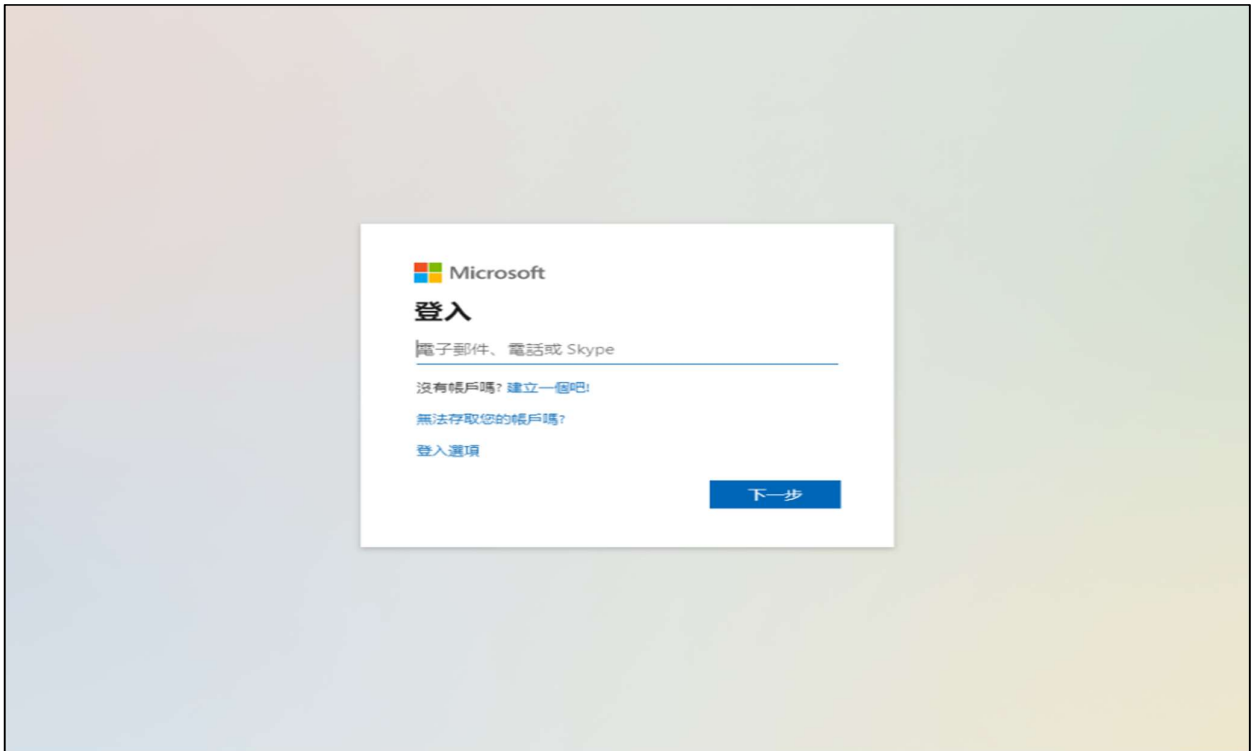 Microsoft
登入
電子郵件、電話或 Skype
沒有帳戶嗎? 建立一個吧!
無法存取您的帳戶嗎?
登入選項
下一步